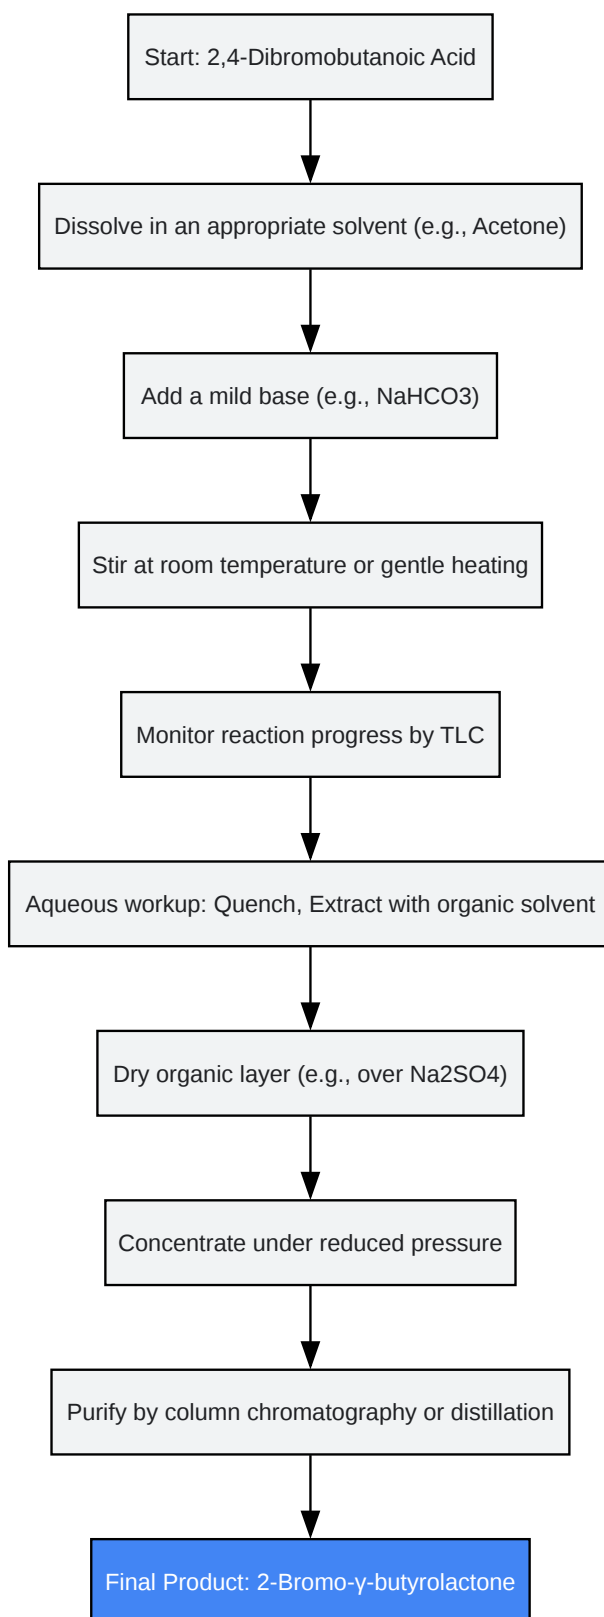 Start: 2,4-Dibromobutanoic Acid
Dissolve in an appropriate solvent (e.g., Acetone)
Add a mild base (e.g., NaHCO3)
Stir at room temperature or gentle heating
Monitor reaction progress by TLC
Aqueous workup: Quench, Extract with organic solvent
Dry organic layer (e.g., over Na2SO4)
Concentrate under reduced pressure
Purify by column chromatography or distillation
Final Product: 2-Bromo-γ-butyrolactone